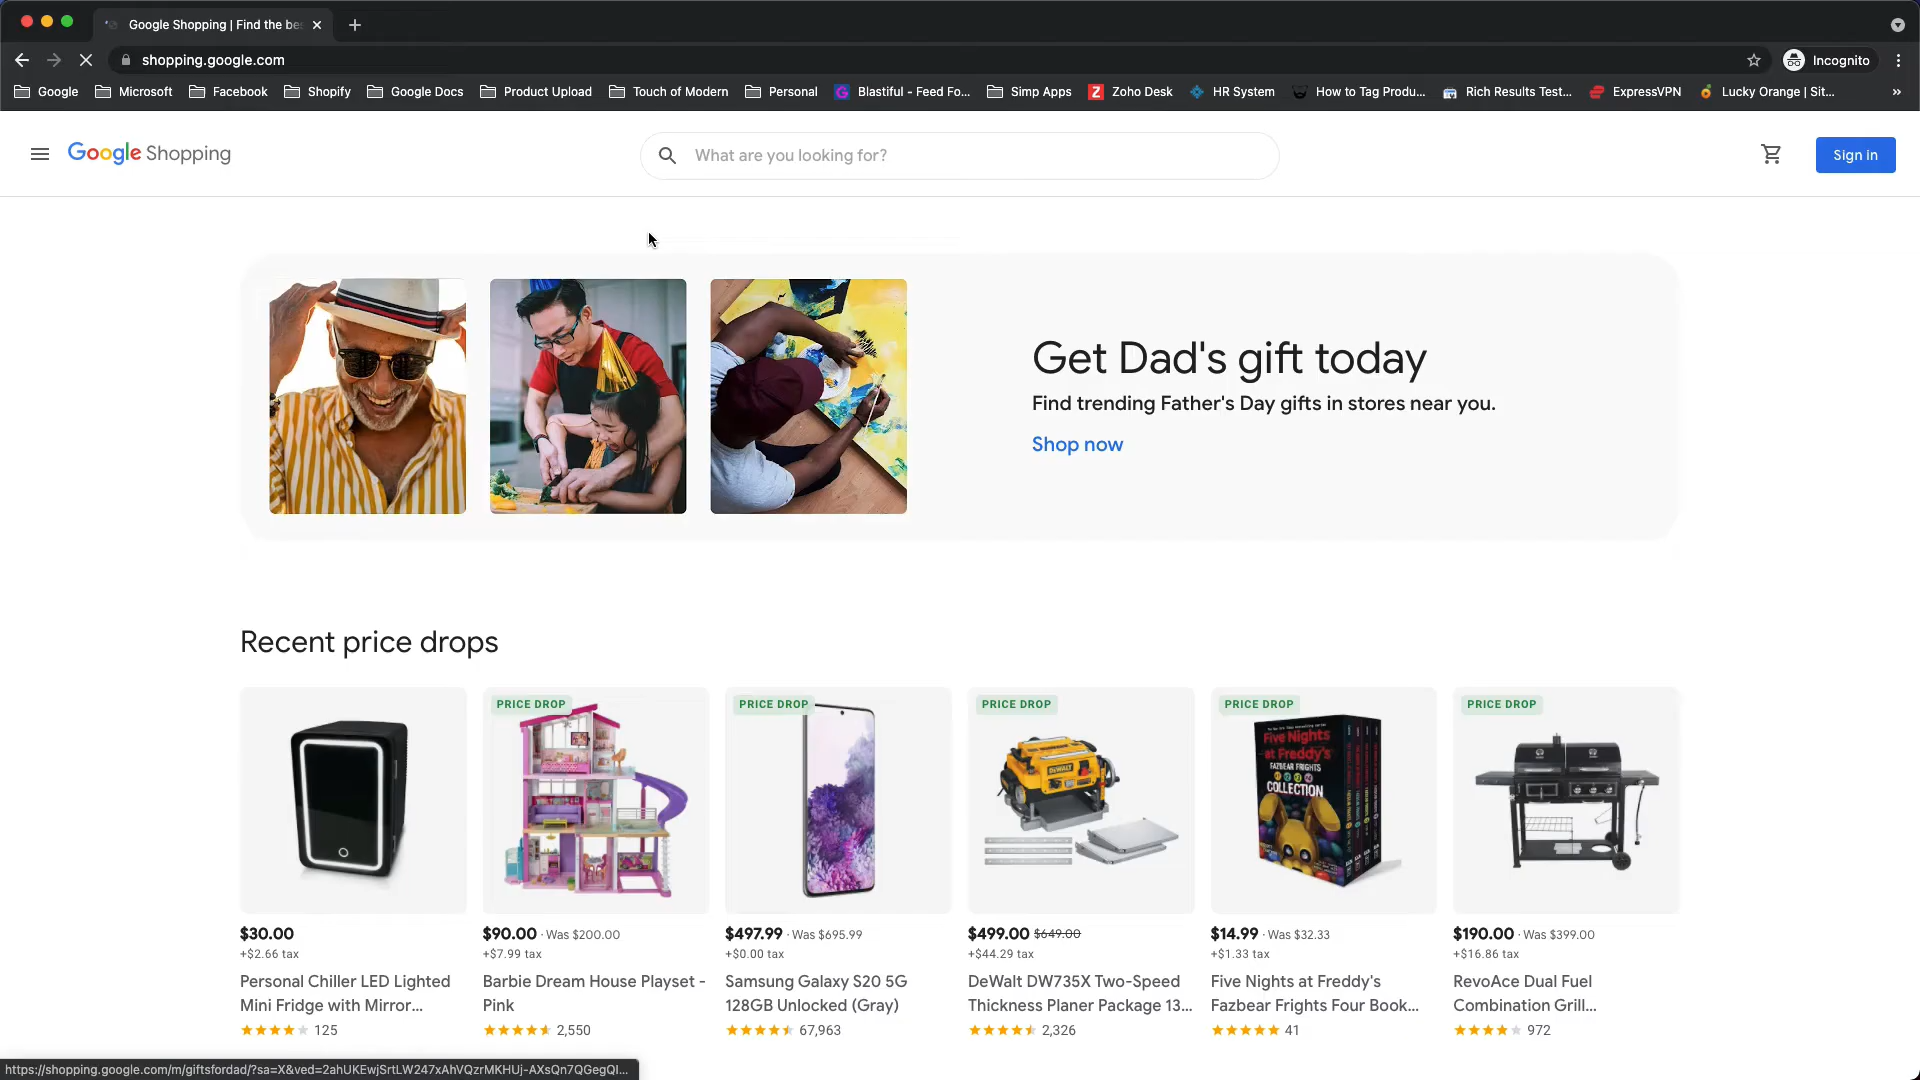 Google Shopping | Find the be
shopping.google.com
Incognito
Google
Microsoft
Facebook
Shopify
Google Docs
Product Upload
Touch of Modern
Personal
Blastiful - Feed Fo...
Simp Apps
Zoho Desk
HR System
How to Tag Produ...
Rich Results Test...
ExpressVPN
Lucky Orange | Sit...
»
Google Shopping
What are you looking for?
Sign in
Get Dad's gift today
Find trending Father's Day gifts in stores near you.
Shop now
Recent price drops
$30.00
+$2.66 tax
Personal Chiller LED Lighted
Mini Fridge with Mirror...
125
PRICE DROP
$90.00 · Was $200.00
+$7.99 tax
Barbie Dream House Playset -
Pink
2,550
PRICE DROP
$497.99 · Was $695.99
+$0.00 tax
Samsung Galaxy S20 5G
128GB Unlocked (Gray)
67,963
PRICE DROP
DEWALT
$499.00 $649.00
+$44.29 tax
DeWalt DW735X Two-Speed
Thickness Planer Package 13...
2,326
PRICE DROP
Five Nights
at Freddy's
FAZBEAR FRIGHTS
COLLECTION
$14.99 · Was $32.33
+$1.33 tax
Five Nights at Freddy's
Fazbear Frights Four Book...
41
PRICE DROP
$190.00 · Was $399.00
+$16.86 tax
RevoAce Dual Fuel
Combination Grill...
972
https://shopping.google.com/m/giftsfordad/?sa=X&ved=2ahUKEwjSrtLW247xAhVQzrMKHUj-AXsQn7QGegQI...